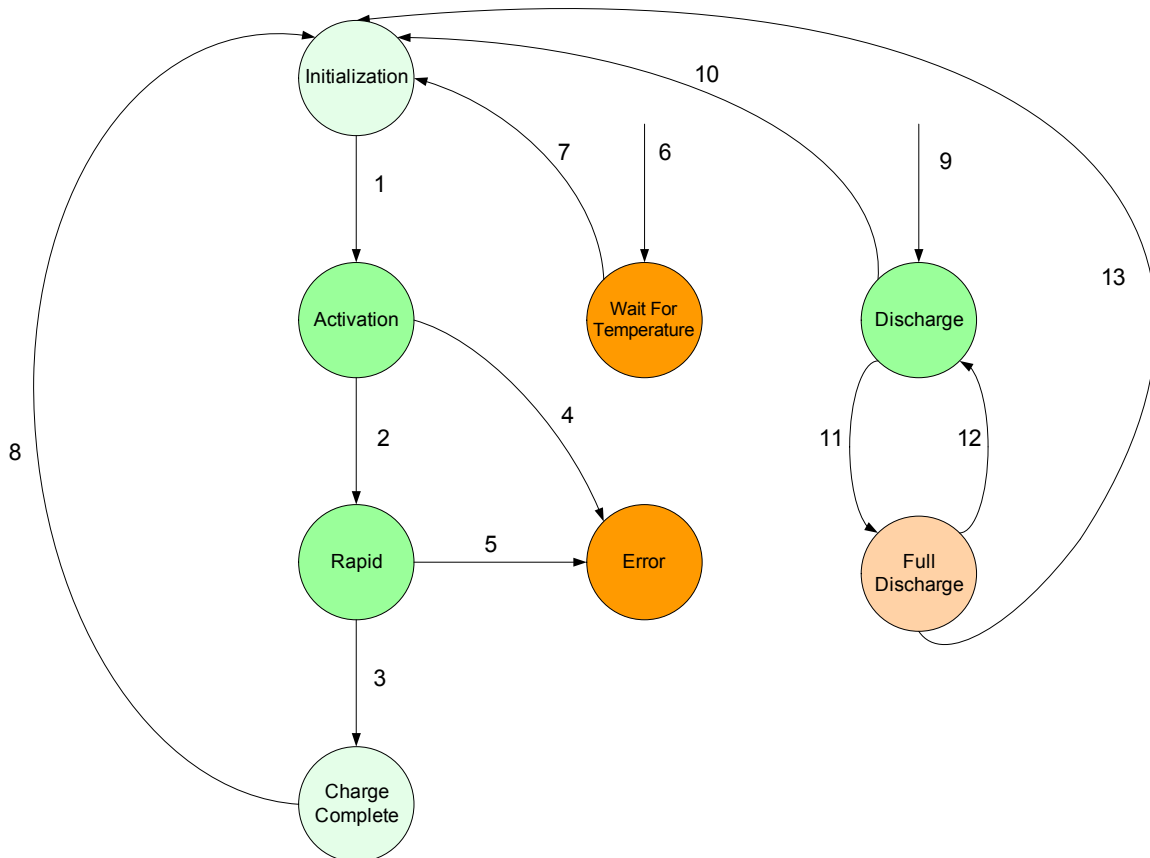 Initialization
10
7
6
9
1
13
Activation
Wait For
Temperature
Discharge
4
2
11
12
8
5
Rapid
Error
Full
Discharge
3
Charge
Complete